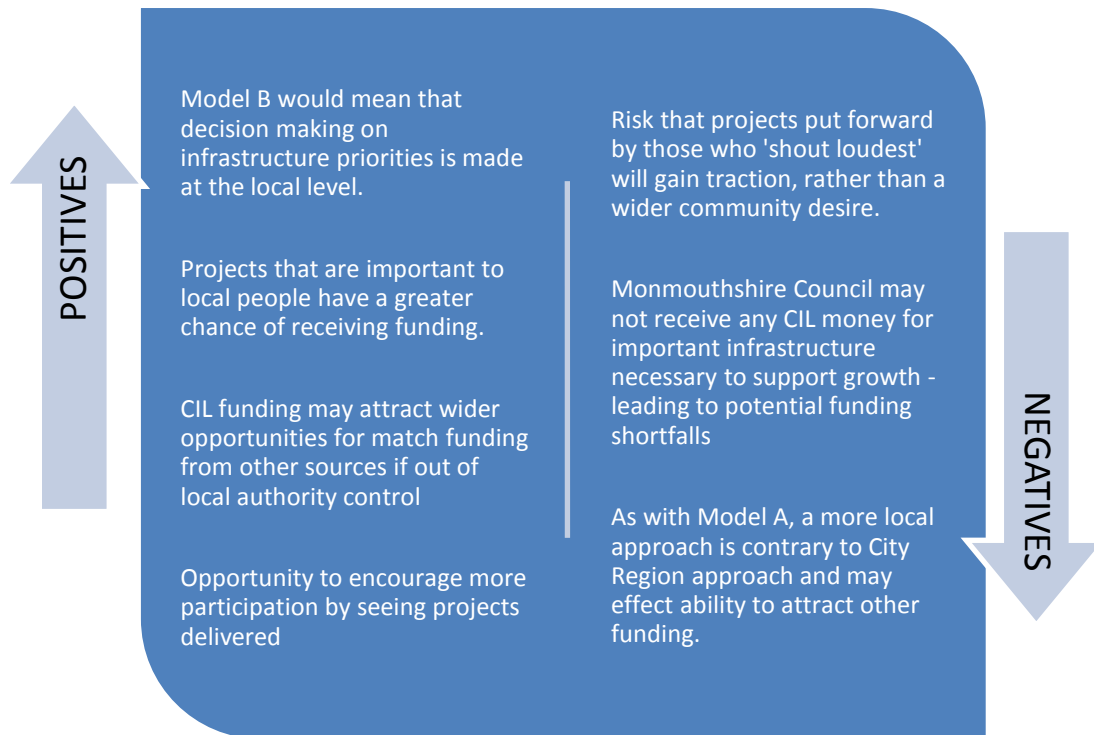 POSITIVES
Model B would mean that
decision making on
infrastructure priorities is made
at the local level.
Projects that are important to
local people have a greater
chance of receiving funding.
CIL funding may attract wider
opportunities for match funding
from other sources if out of
local authority control
Opportunity to encourage more
participation by seeing projects
delivered
Risk that projects put forward
by those who 'shout loudest'
will gain traction, rather than a
wider community desire.
Monmouthshire Council may
not receive any CIL money for
important infrastructure
necessary to support growth -
leading to potential funding
shortfalls
As with Model A, a more local
approach is contrary to City
Region approach and may
effect ability to attract other
funding.
NEGATIVES